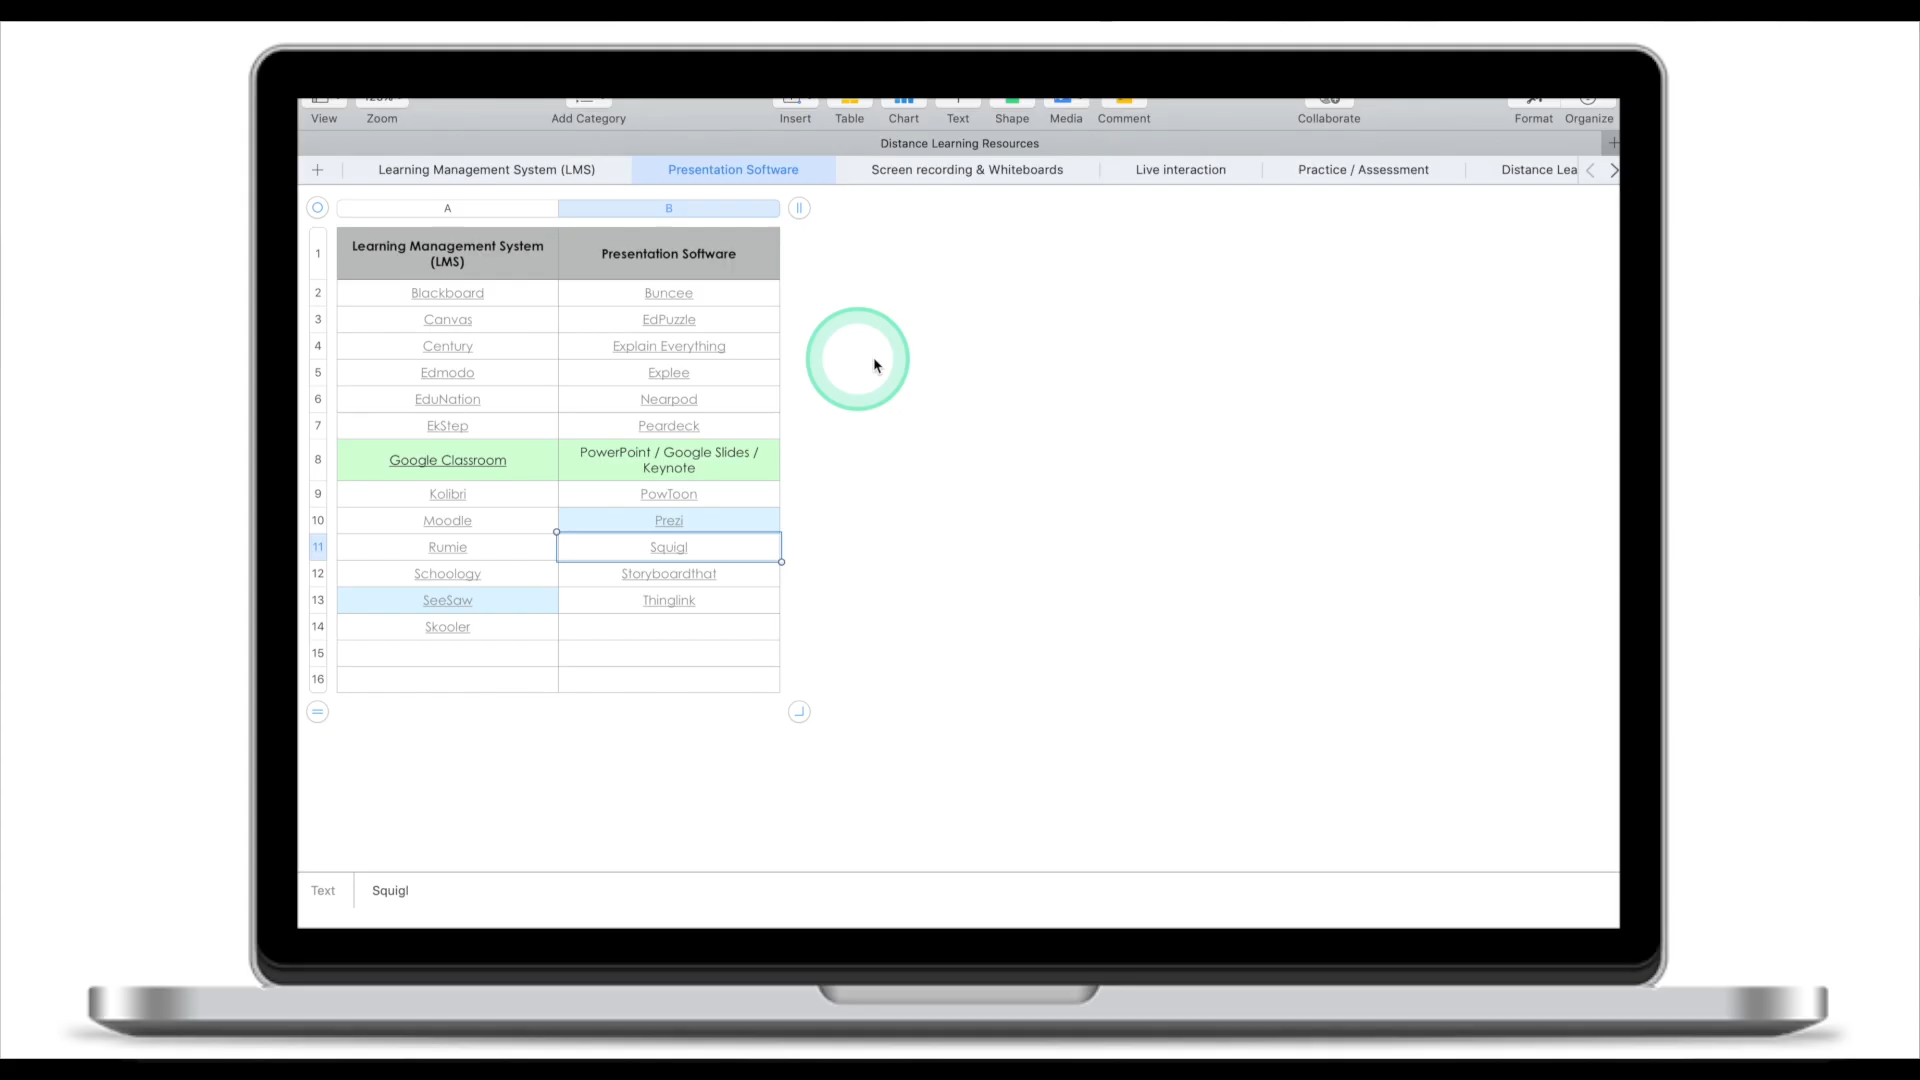 View Zoom Add Category Insert Table Chart Text Shape Media Comment Collaborate Format Organize
Distance Learning Resources
Learning Management System (LMS) Presentation Software Screen recording & Whiteboards Live interaction Practice / Assessment Distance Lea
A B
1 Learning Management System (LMS) Presentation Software
2 Blackboard Buncee
3 Canvas EdPuzzle
4 Century Explain Everything
5 Edmodo Explee
6 EduNation Nearpod
7 EkStep Peardeck
8 Google Classroom PowerPoint / Google Slides / Keynote
9 Kolibri PowToon
10 Moodle Prezi
11 Rumie Squigl
12 Schoology Storyboardthat
13 SeeSaw Thinglink
14 Skooler
15
16
Text Squigl